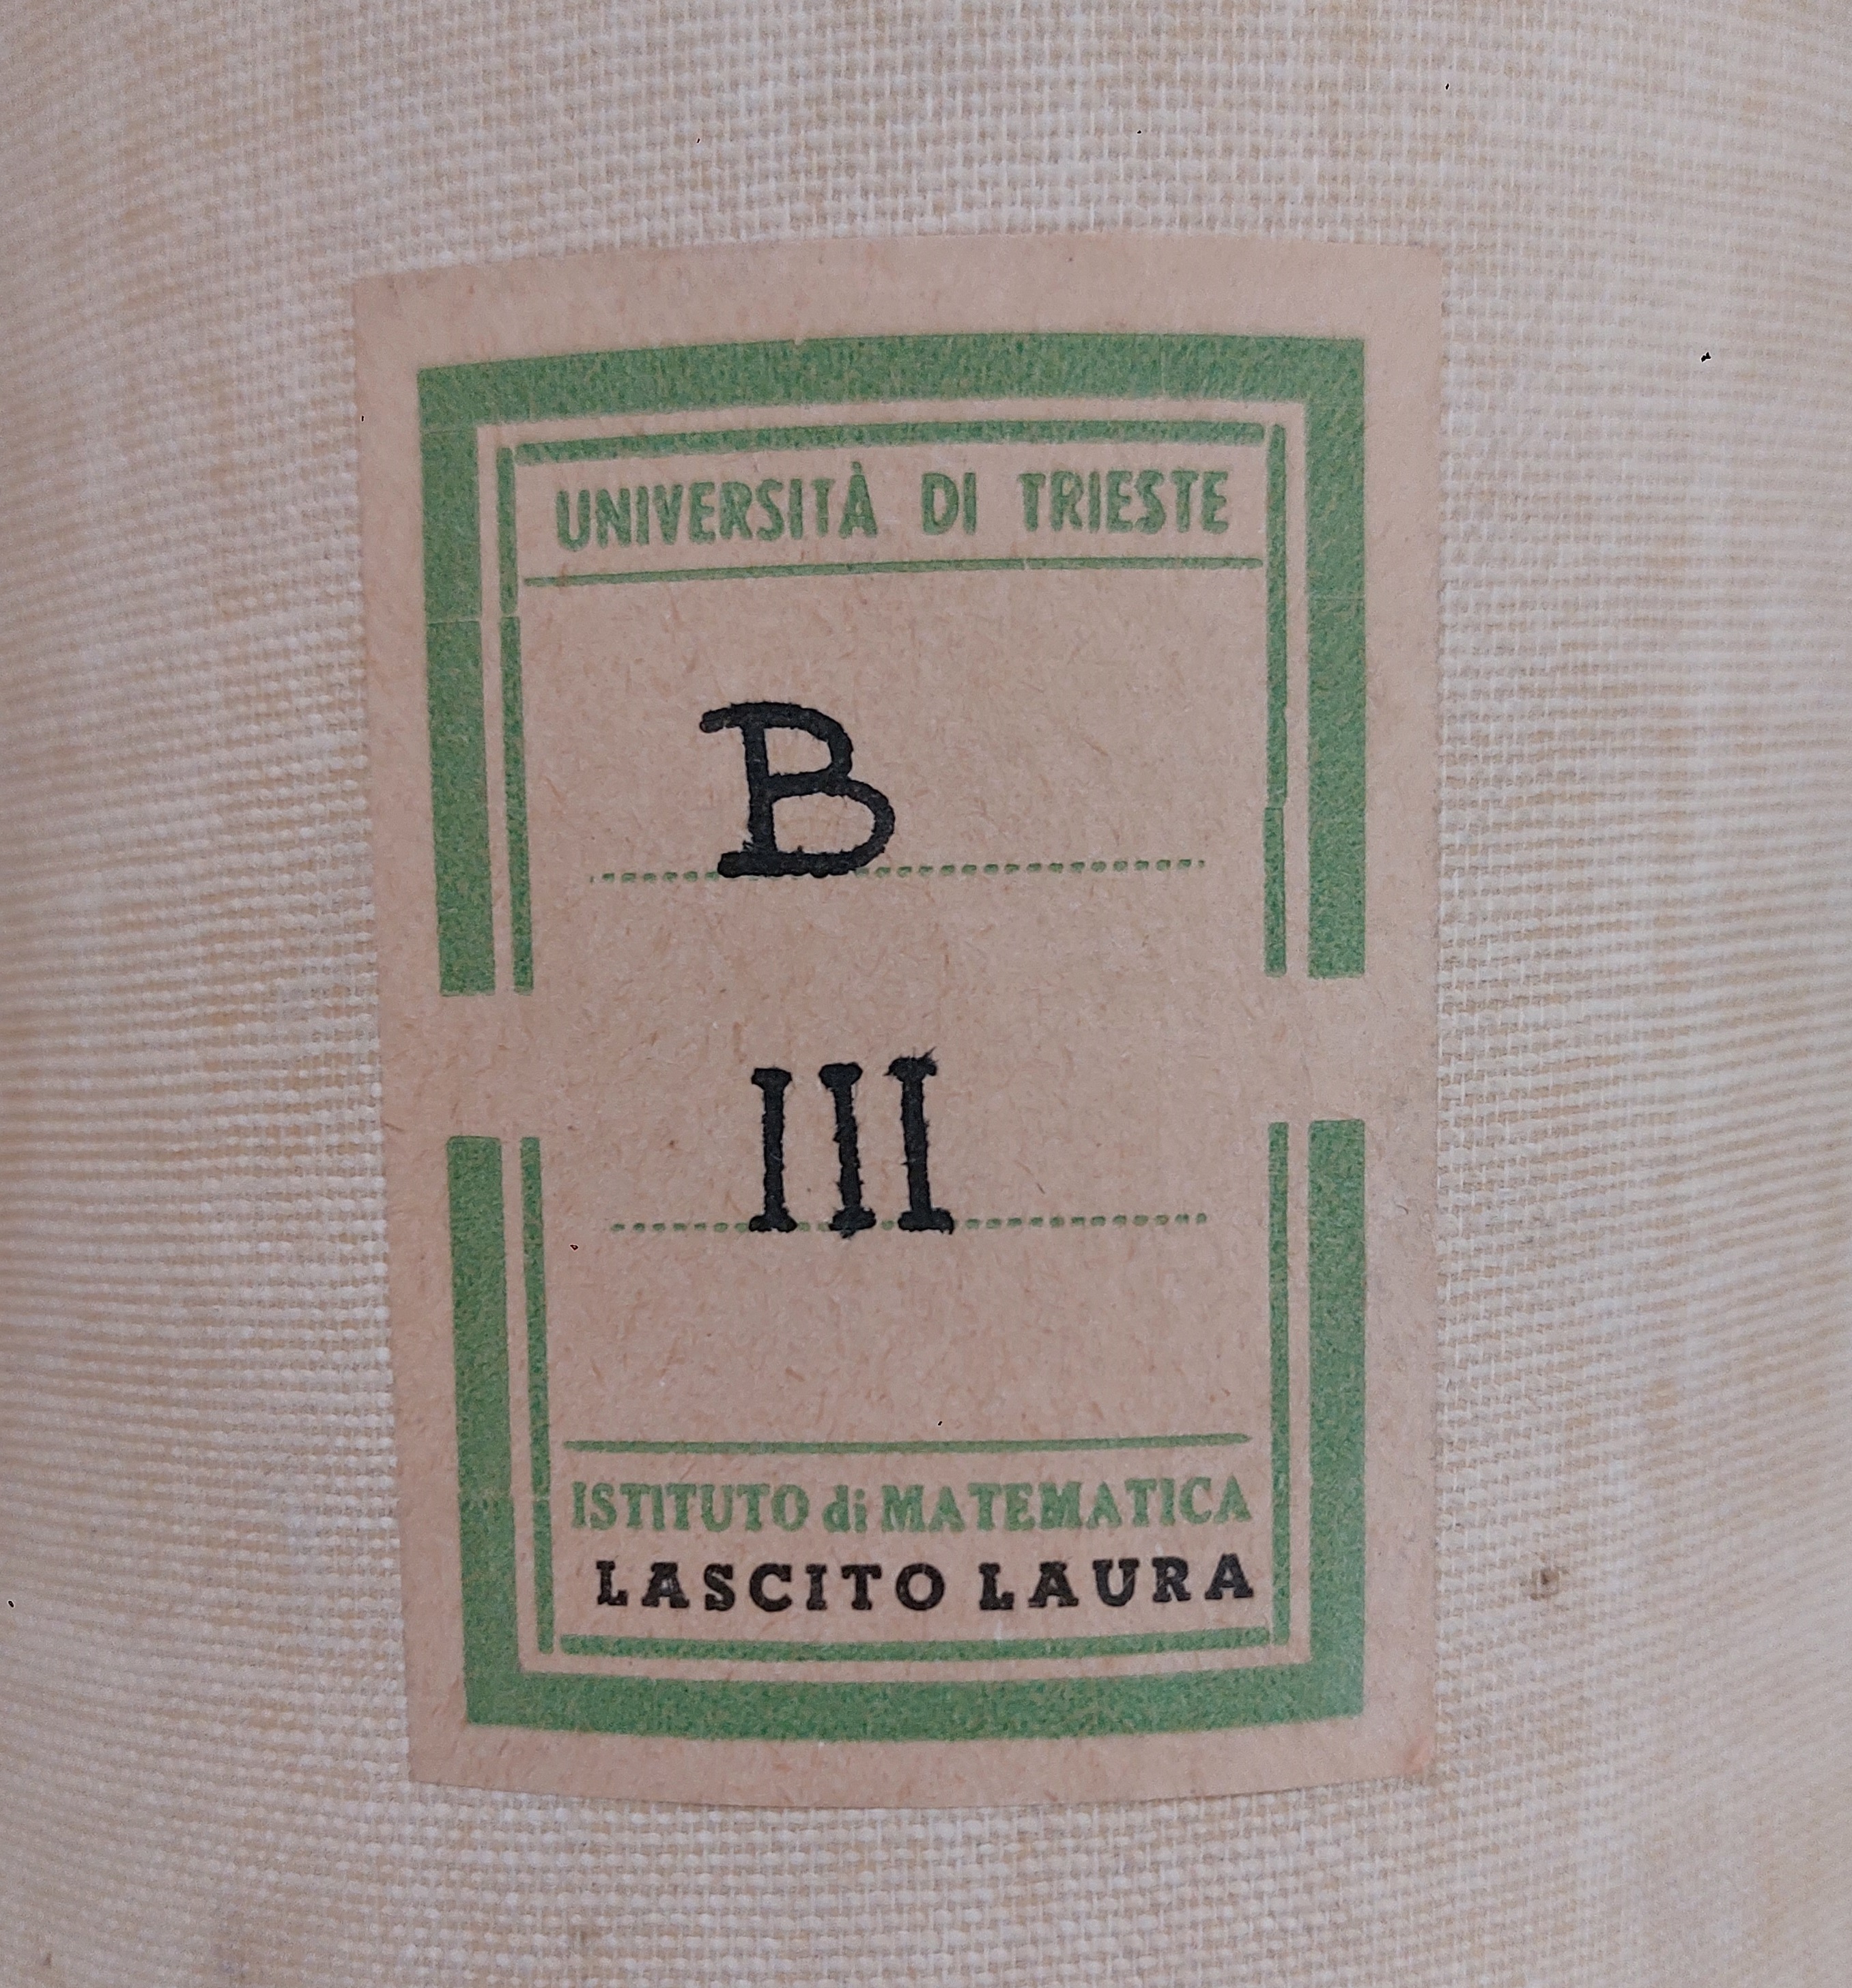 UNIVERSITÀ DI TRIESTE
B
III
ISTITUTO di MATEMATICA
LASCITO LAURA